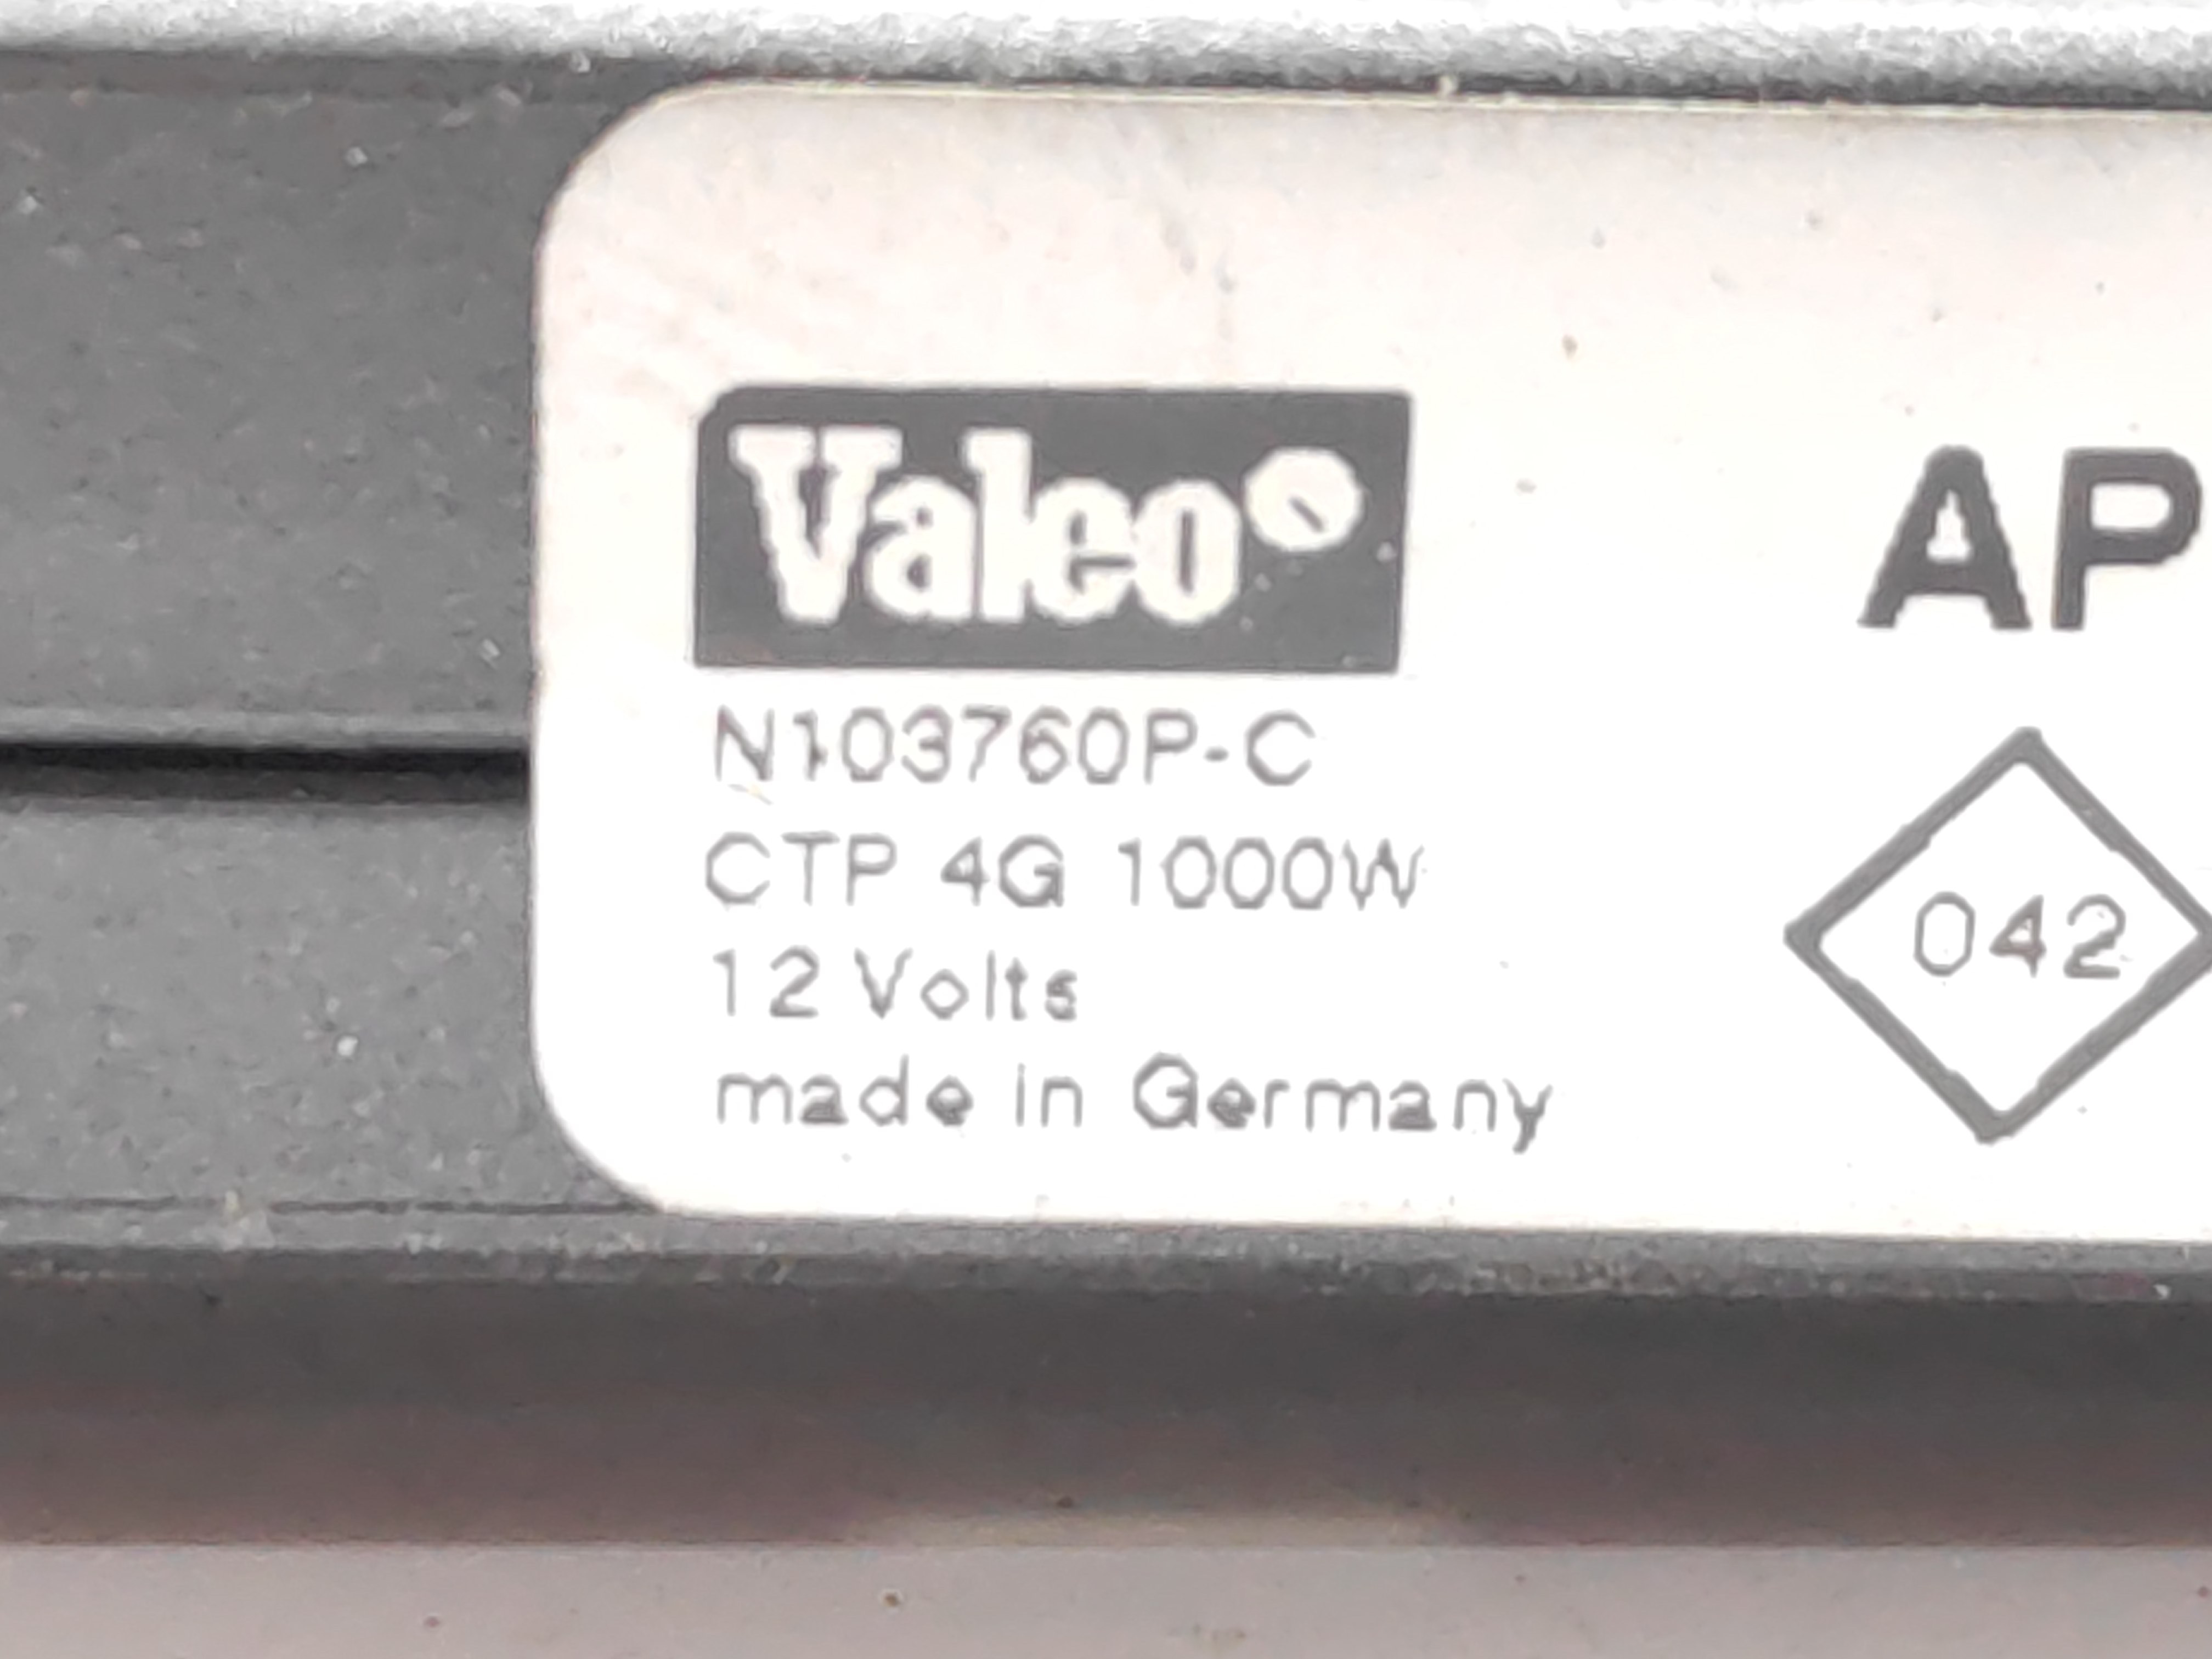 Valeo
AP
N103760P-C
CTP 4G 1000W
042
12 Volts
made in Germany